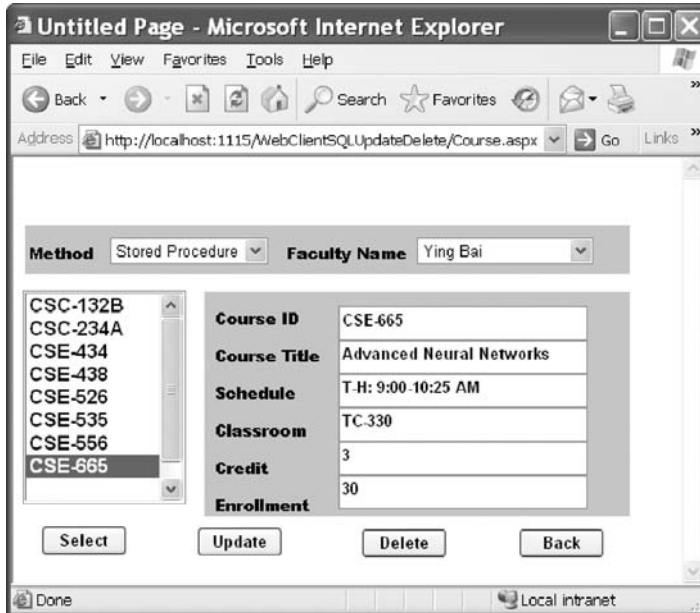 Untitled Page - Microsoft Internet Explorer
File Edit View Favorites Tools Help
Back Search Favorites »
Address http://localhost:1115/WebClientSQLUpdateDelete/Course.aspx Go Links »
Method Stored Procedure Faculty Name Ying Bai
CSC-132B
CSC-234A
CSE-434
CSE-438
CSE-526
CSE-535
CSE-556
CSE-665
Course ID CSE-665
Course Title Advanced Neural Networks
Schedule T-H: 9:00-10:25 AM
Classroom TC-330
Credit 3
Enrollment 30
Select Update Delete Back
Done Local intranet